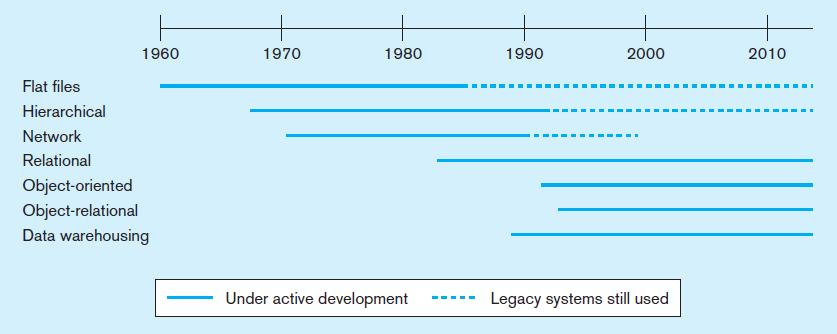 1960 1970 1980 1990 2000 2010
Flat files
Hierarchical
Network
Relational
Object-oriented
Object-relational
Data warehousing
Under active development Legacy systems still used